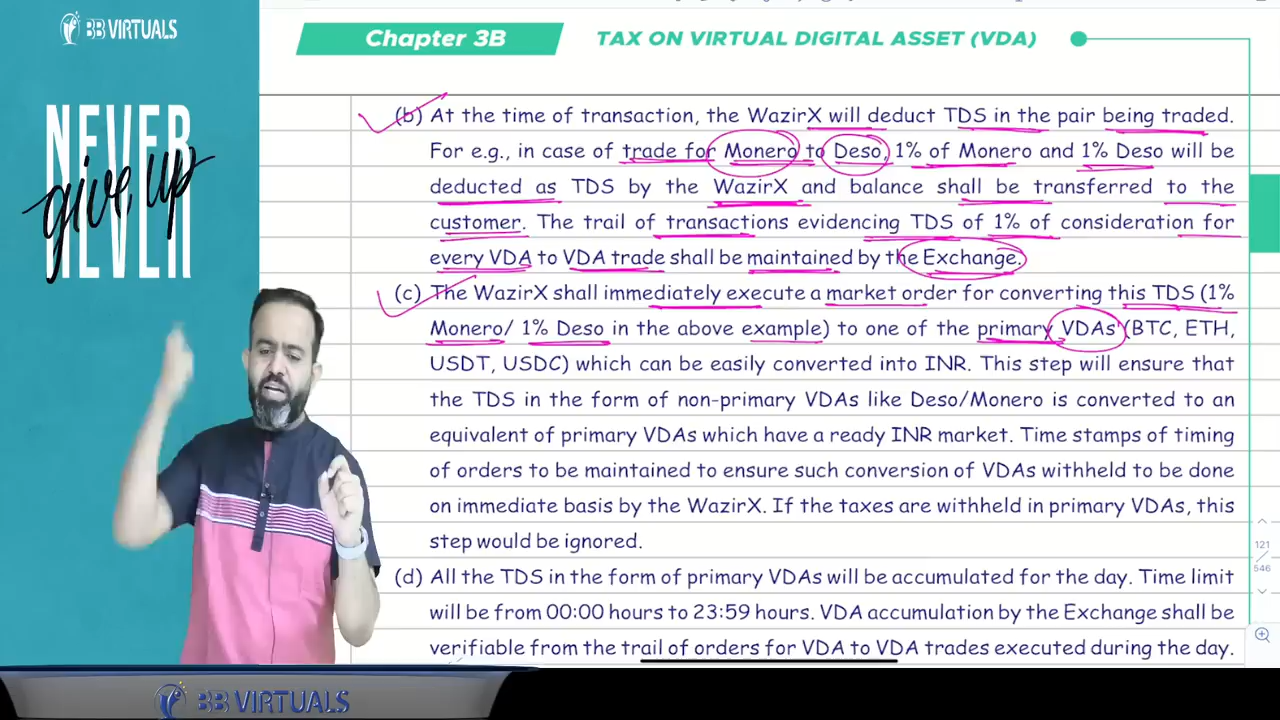 BB VIRTUALS
Chapter 3B
TAX ON VIRTUAL DIGITAL ASSET (VDA)
NEVER
give up
NEVER
(b) At the time of transaction, the WazirX will deduct TDS in the pair being traded.
For e.g., in case of trade for Monero to Deso, 1% of Monero and 1% Deso will be
deducted as TDS by the WazirX and balance shall be transferred to the
customer. The trail of transactions evidencing TDS of 1% of consideration for
every VDA to VDA trade shall be maintained by the Exchange.
(c) The WazirX shall immediately execute a market order for converting this TDS (1%
Monero/ 1% Deso in the above example) to one of the primary VDAs' (BTC, ETH,
USDT, USDC) which can be easily converted into INR. This step will ensure that
the TDS in the form of non-primary VDAs like Deso/Monero is converted to an
equivalent of primary VDAs which have a ready INR market. Time stamps of timing
of orders to be maintained to ensure such conversion of VDAs withheld to be done
on immediate basis by the WazirX. If the taxes are withheld in primary VDAs, this
step would be ignored.
(d) All the TDS in the form of primary VDAs will be accumulated for the day. Time limit
will be from 00:00 hours to 23:59 hours. VDA accumulation by the Exchange shall be
verifiable from the trail of orders for VDA to VDA trades executed during the day.
121
546
BB VIRTUALS